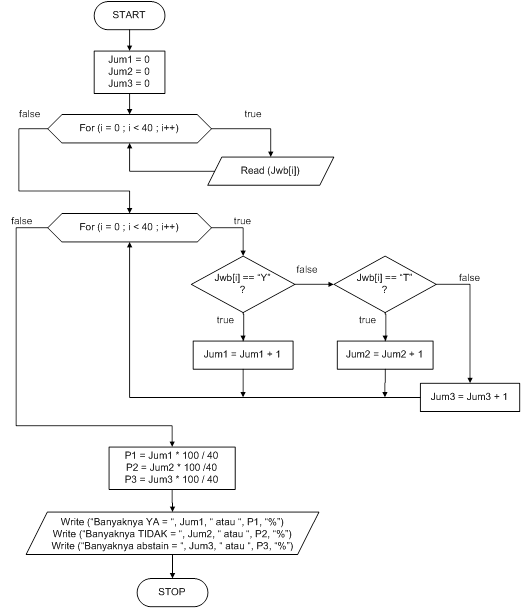 START
Jum1 = 0
Jum2 = 0
Jum3 = 0
false
For (i = 0 ; i < 40 ; i++)
true
Read (Jwb[i])
false
For (i = 0 ; i < 40 ; i++)
true
Jwb[i] == “Y”
?
false
Jwb[i] == “T”
?
false
true
true
Jum1 = Jum1 + 1
Jum2 = Jum2 + 1
Jum3 = Jum3 + 1
P1 = Jum1 * 100 / 40
P2 = Jum2 * 100 /40
P3 = Jum3 * 100 / 40
Write (“Banyaknya YA = “, Jum1, “ atau “, P1, “%”)
Write (“Banyaknya TIDAK = “, Jum2, “ atau “, P2, “%”)
Write (“Banyaknya abstain = “, Jum3, “ atau “, P3, “%”)
STOP